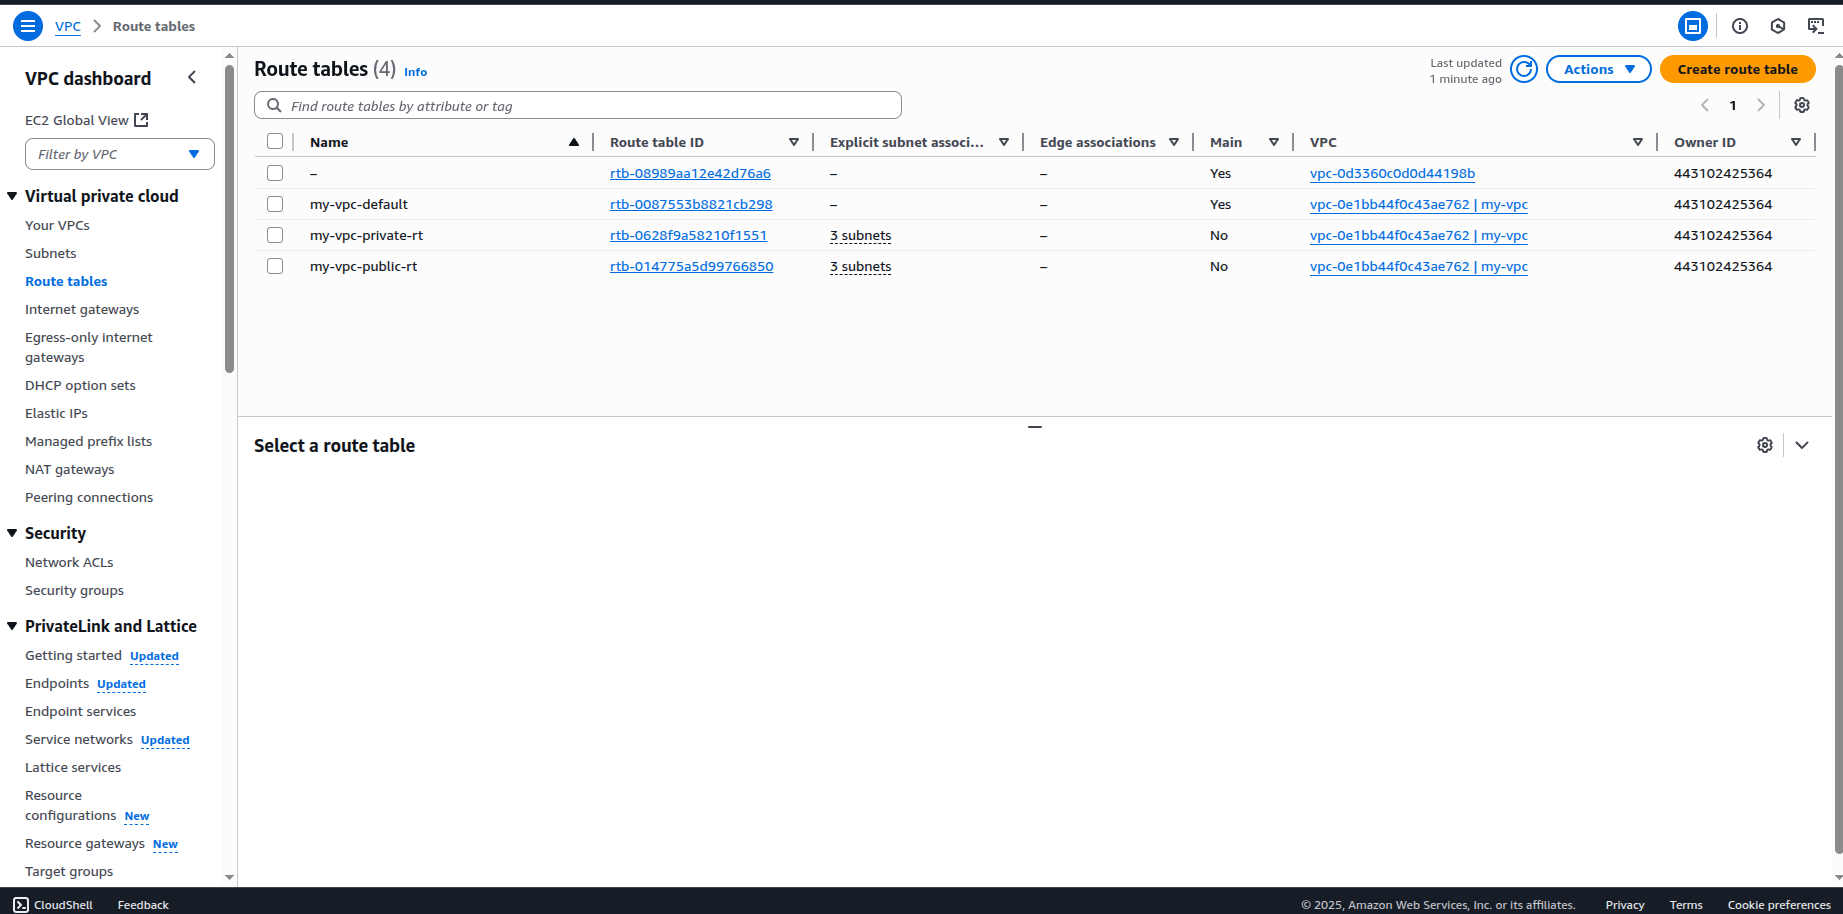 VPC
Route tables
VPC dashboard
EC2 Global View
Filter by VPC
Virtual private cloud
Your VPCs
Subnets
Route tables
Internet gateways
Egress-only internet
gateways
DHCP option sets
Elastic IPs
Managed prefix lists
NAT gateways
Peering connections
Security
Network ACLs
Security groups
PrivateLink and Lattice
Getting started Updated
Endpoints Updated
Endpoint services
Service networks Updated
Lattice services
Resource
configurations New
Resource gateways New
Target groups
Route tables (4) Info
Last updated
1 minute ago
Actions
Create route table
Find route tables by attribute or tag
1
Name Route table ID Explicit subnet associ... Edge associations Main VPC Owner ID
– rtb-08989aa12e42d76a6 – – Yes vpc-0d3360c0d0d44198b 443102425364
my-vpc-default rtb-0087553b8821cb298 – – Yes vpc-0e1bb44f0c43ae762 | my-vpc 443102425364
my-vpc-private-rt rtb-0628f9a58210f1551 3 subnets – No vpc-0e1bb44f0c43ae762 | my-vpc 443102425364
my-vpc-public-rt rtb-014775a5d99766850 3 subnets – No vpc-0e1bb44f0c43ae762 | my-vpc 443102425364
Select a route table
CloudShell Feedback © 2025, Amazon Web Services, Inc. or its affiliates. Privacy Terms Cookie preferences